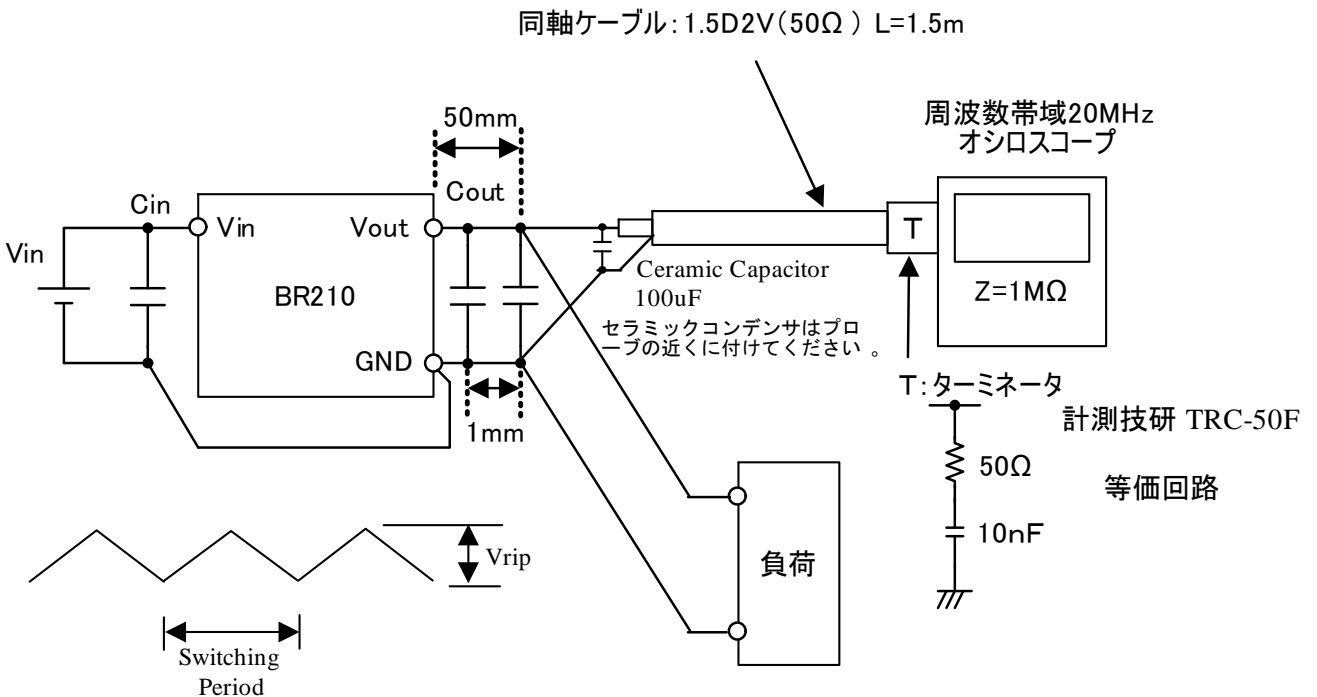 同軸ケーブル:1.5D2V(50Ω ) L=1.5m
周波数帯域20MHz
オシロスコープ
50mm
Cout
Cin
Vin
Vin
Vout
BR210
GND
1mm
Ceramic Capacitor
100uF
セラミックコンデンサはプロ
ーブの近くに付けてください 。
T
Z=1MΩ
T:ターミネータ
計測技研 TRC-50F
50Ω
等価回路
10nF
負荷
Vrip
Switching
Period